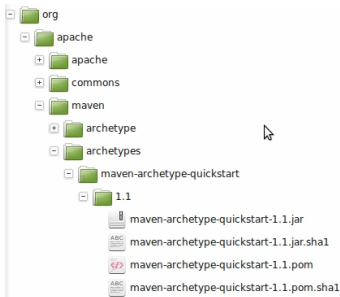 org
apache
apache
commons
maven
archetype
archetypes
maven-archetype-quickstart
1.1
maven-archetype-quickstart-1.1.jar
ABC
maven-archetype-quickstart-1.1.jar.sha1
</>
maven-archetype-quickstart-1.1.pom
ABC
maven-archetype-quickstart-1.1.pom.sha1